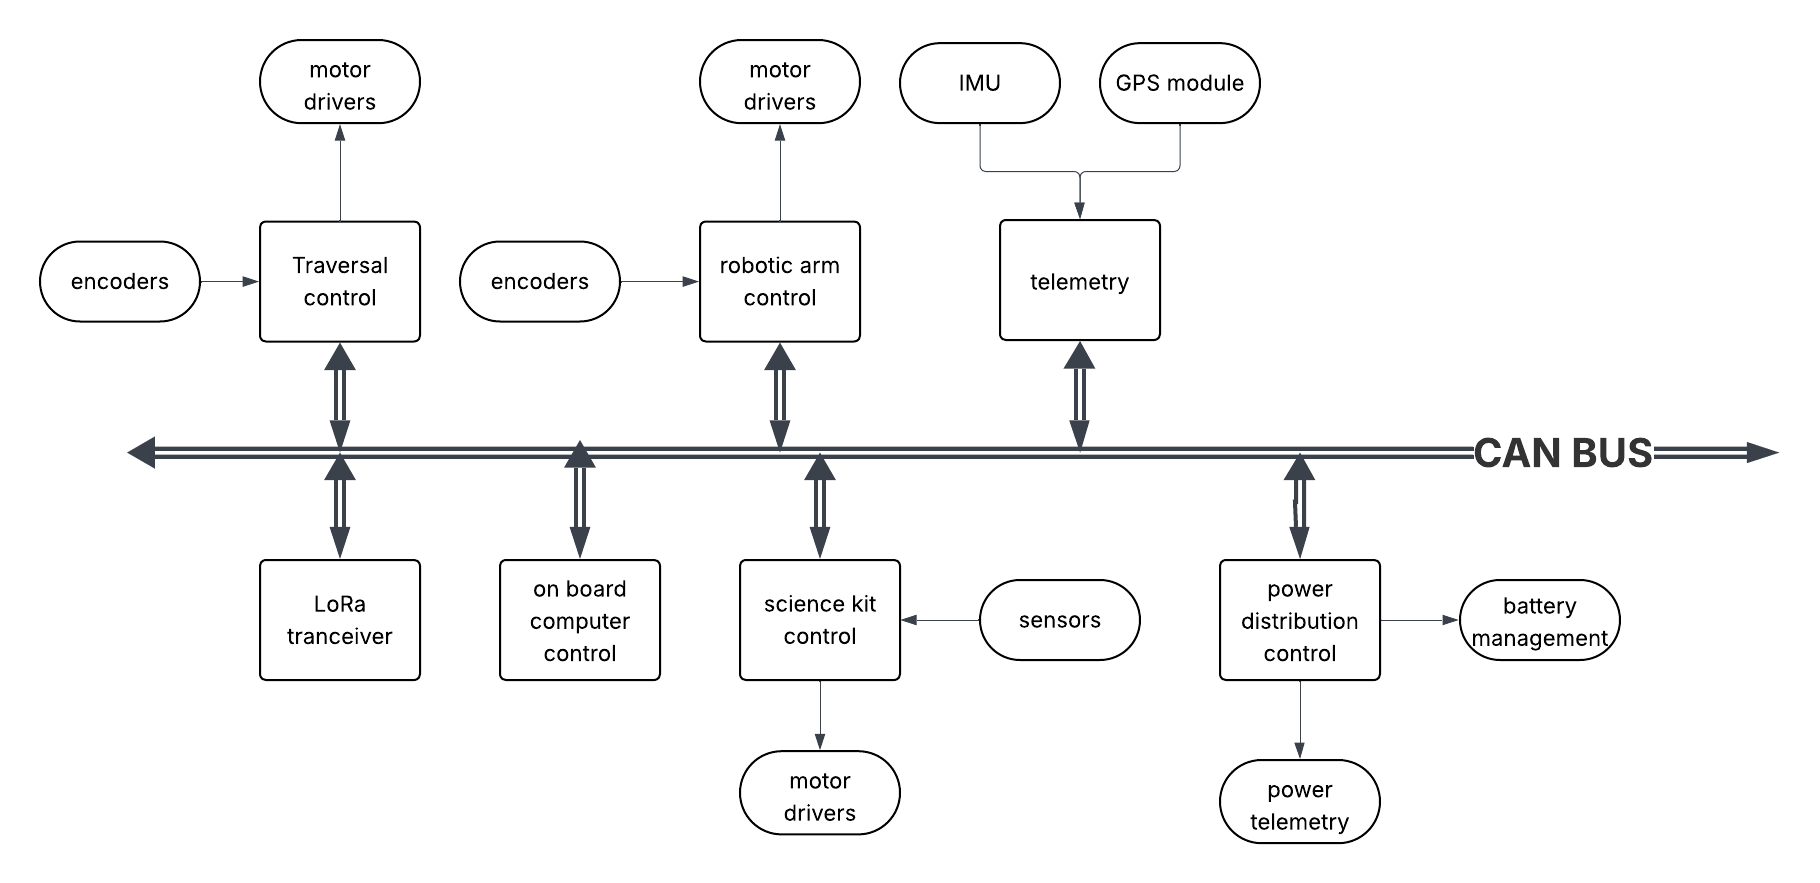 motor
drivers
motor
drivers
IMU
GPS module
encoders
Traversal
control
encoders
robotic arm
control
telemetry
CAN BUS
LoRa
tranceiver
on board
computer
control
science kit
control
sensors
power
distribution
control
battery
management
motor
drivers
power
telemetry